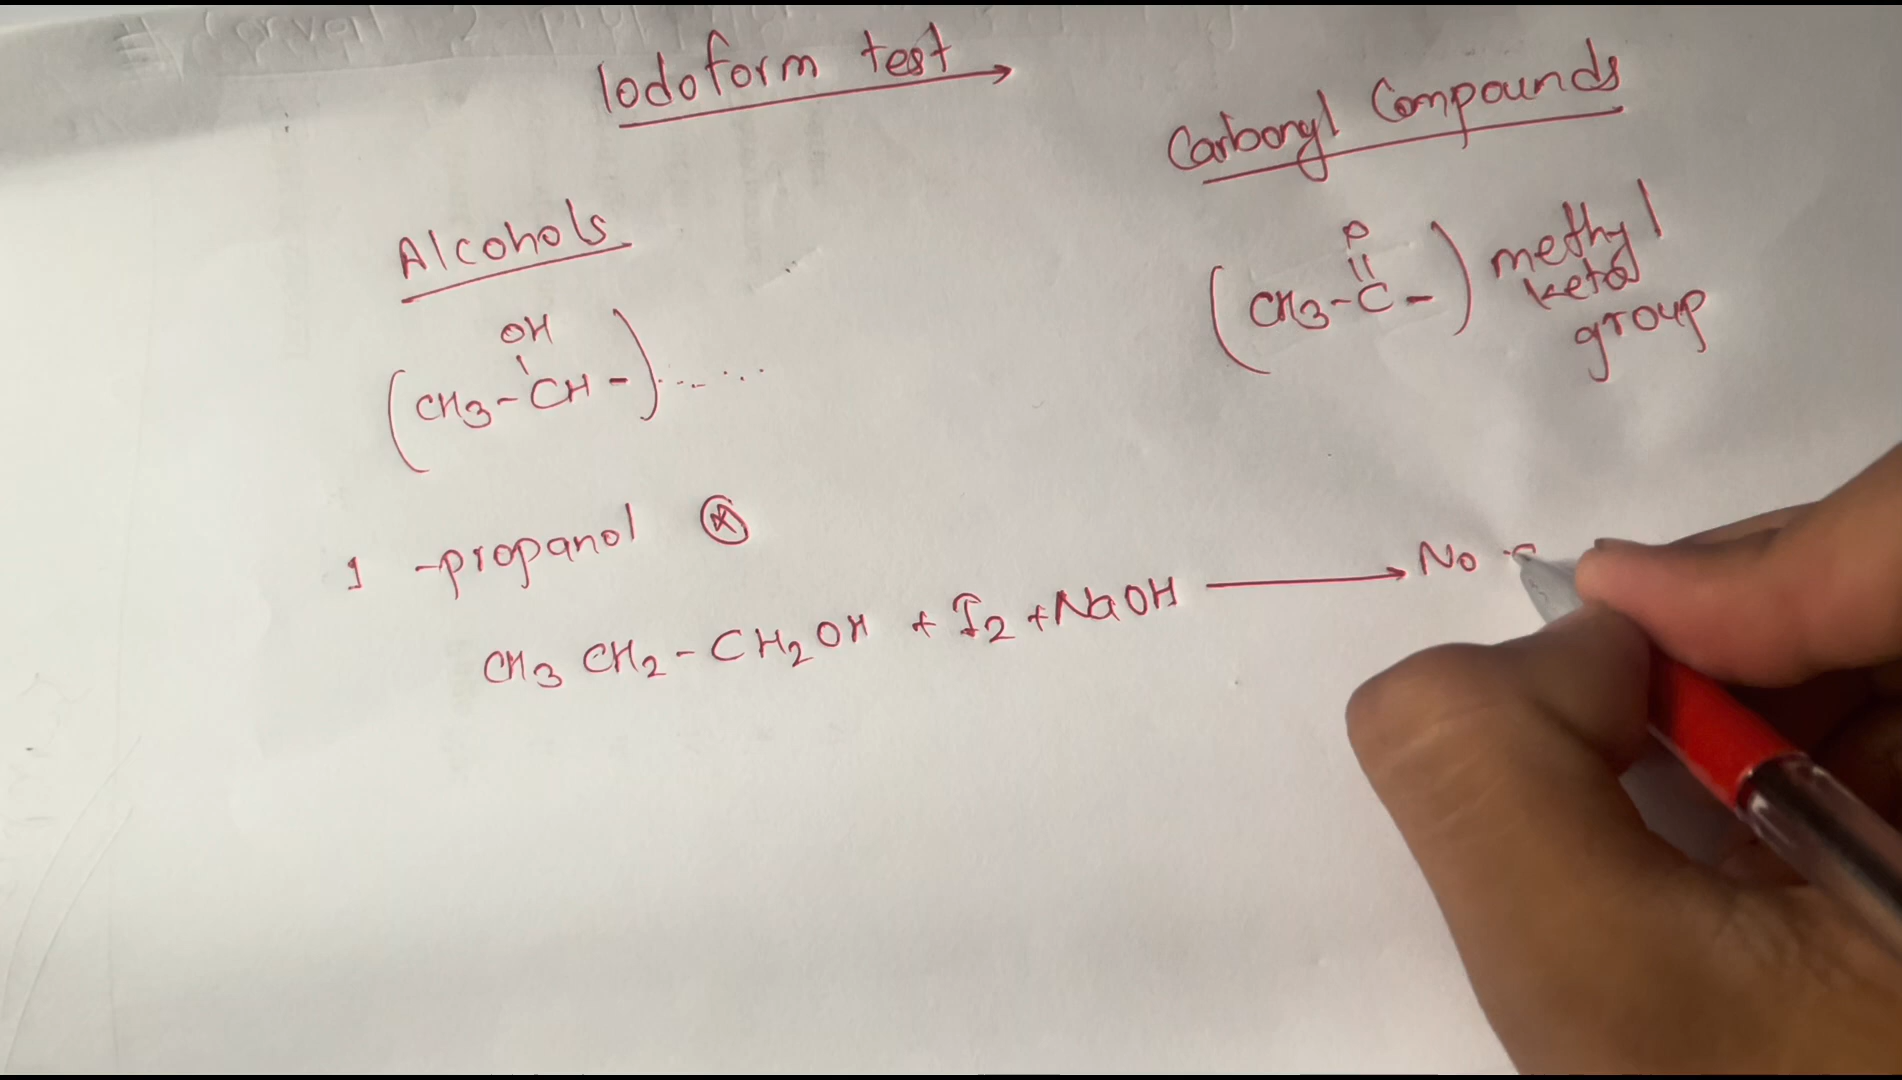 Iodoform test
Carbonyl Compounds
Alcohols
OH
(CH3-CH-).......
O
||
(CH3-C-) methyl
keto
group
1 -propanol ⓧ
CH3 CH2-CH2OH + I2 +NaOH → No